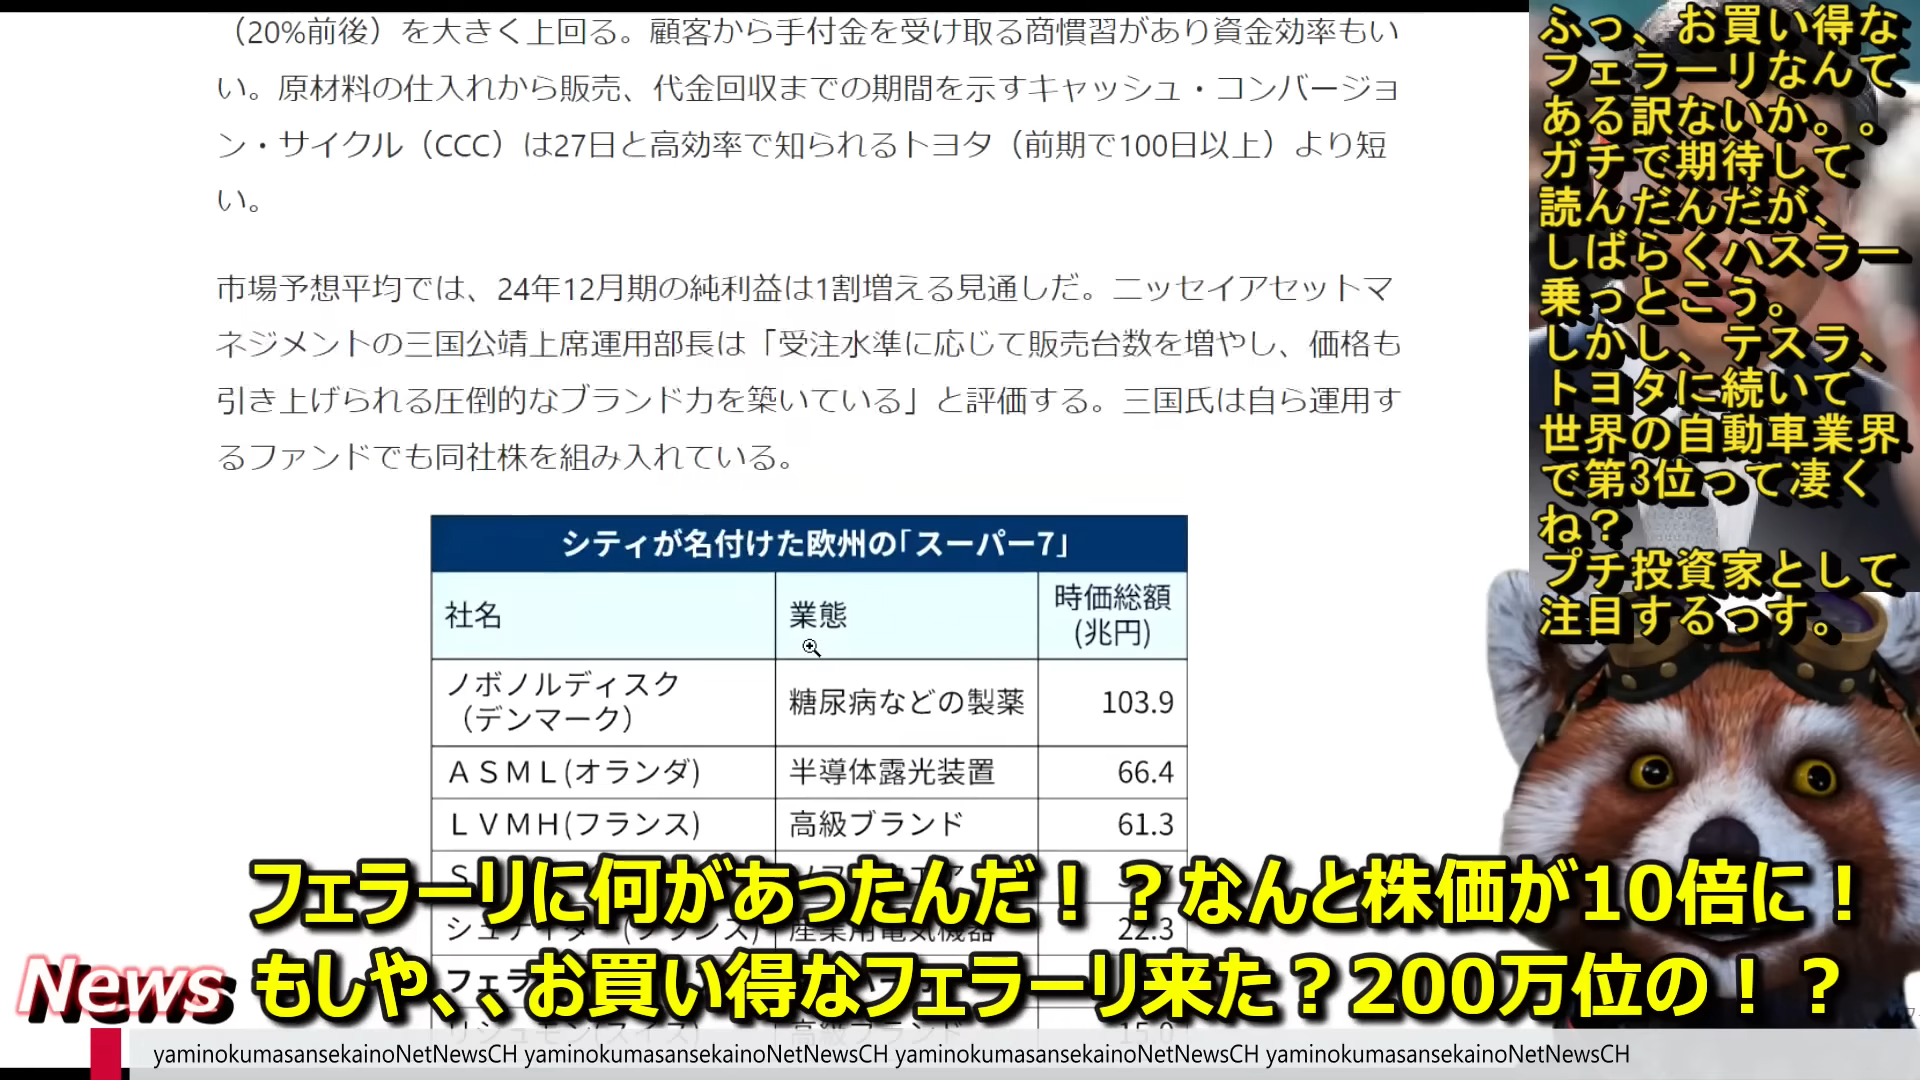 （20%前後）を大きく上回る。顧客から手付金を受け取る商慣習があり資金効率もい
い。原材料の仕入れから販売、代金回収までの期間を示すキャッシュ・コンバージョ
ン・サイクル（CCC）は27日と高効率で知られるトヨタ（前期で100日以上）より短
い。
市場予想平均では、24年12月期の純利益は1割増える見通しだ。ニッセイアセットマ
ネジメントの三国公靖上席運用部長は「受注水準に応じて販売台数を増やし、価格も
引き上げられる圧倒的なブランド力を築いている」と評価する。三国氏は自ら運用す
るファンドでも同社株を組み入れている。
シティが名付けた欧州の「スーパー7」
社名 業態 時価総額
(兆円)
ノボノルディスク
（デンマーク） 糖尿病などの製薬 103.9
ＡＳＭＬ(オランダ) 半導体露光装置 66.4
ＬＶＭＨ(フランス) 高級ブランド 61.3
産業用電気機器 22.3
ふっ、お買い得な
フェラーリなんて
ある訳ないか。。
ガチで期待して
読んだんだが、
しばらくハスラー
乗っとこう。
しかし、テスラ、
トヨタに続いて
世界の自動車業界
で第3位って凄く
ね？
プチ投資家として
注目するっす。
フェラーリに何があったんだ！？なんと株価が10倍に！
もしや、、お買い得なフェラーリ来た？200万位の！？
News
yaminokumasansekainoNetNewsCH yaminokumasansekainoNetNewsCH yaminokumasansekainoNetNewsCH yaminokumasansekainoNetNewsCH